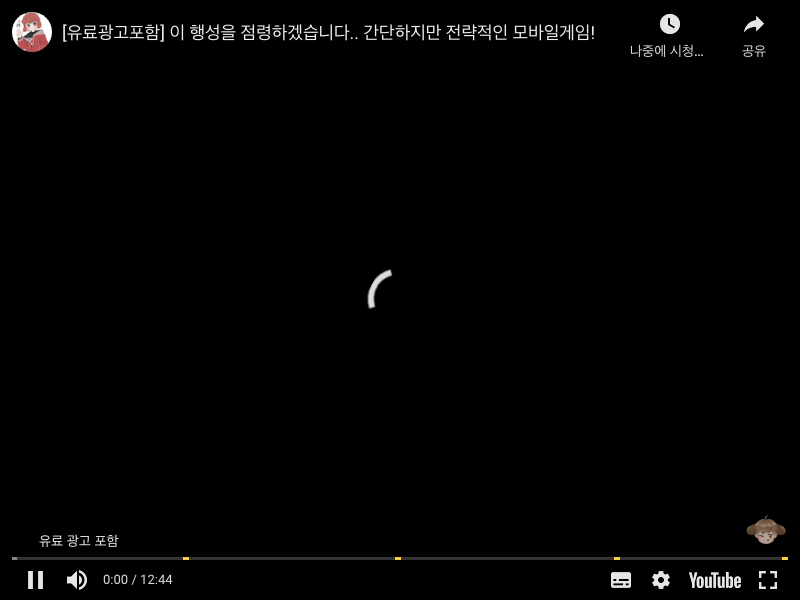 [유료광고포함] 이 행성을 점령하겠습니다.. 간단하지만 전략적인 모바일게임!
나중에 시청...
공유
유료 광고 포함
0:00 / 12:44
YouTube